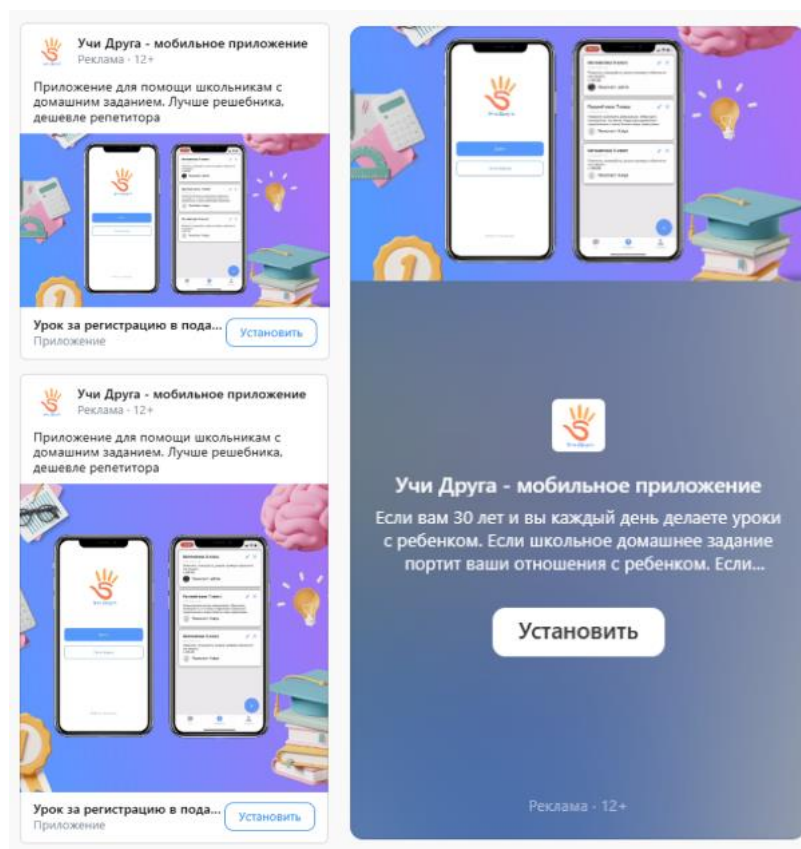 Учи Друга - мобильное приложение
Реклама · 12+
Приложение для помощи школьникам с
домашним заданием. Лучше решебника,
дешевле репетитора
Урок за регистрацию в пода...
Приложение
Установить
Учи Друга - мобильное приложение
Реклама · 12+
Приложение для помощи школьникам с
домашним заданием. Лучше решебника,
дешевле репетитора
Урок за регистрацию в пода...
Приложение
Установить
Учи Друга - мобильное приложение
Если вам 30 лет и вы каждый день делаете уроки
с ребенком. Если школьное домашнее задание
портит ваши отношения с ребенком. Если...
Установить
Реклама · 12+